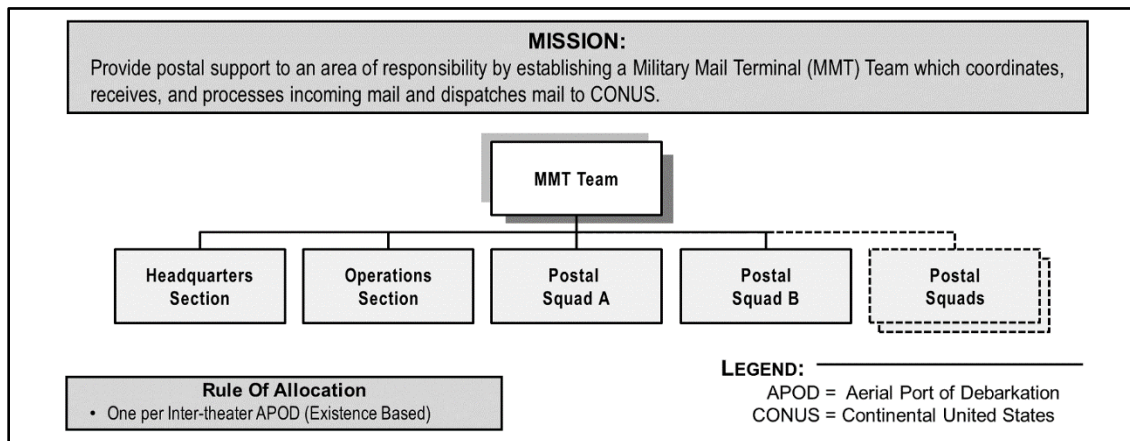 MISSION:
Provide postal support to an area of responsibility by establishing a Military Mail Terminal (MMT) Team which coordinates,
receives, and processes incoming mail and dispatches mail to CONUS.
MMT Team
Headquarters
Section
Operations
Section
Postal
Squad A
Postal
Squad B
Postal
Squads
Rule Of Allocation
• One per Inter-theater APOD (Existence Based)
LEGEND:
APOD = Aerial Port of Debarkation
CONUS = Continental United States